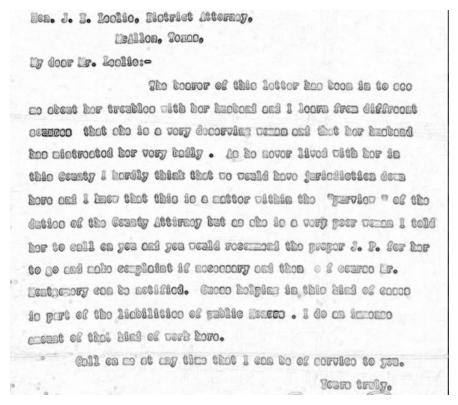 Hon. J. E. Leslie, District Attorney,
McAllen, Texas,
My dear Mr. Leslie:-
The bearer of this letter has been in to see
me about her troubles with her husband and I learn from different
sources that she is a very deserving woman and that her husband
has mistreated her very badly . As he never lived with her in
this County I hardly think that we would have jurisdiction down
here and I know that this is a matter within the "purview " of the
duties of the County Attirney but as she is a very poor woman I told
her to call on you and you would recommend the proper J. P. for her
to go and make complaint if necessary and then o f course Mr.
Montgomery can be notified. Guess helping in this kind of cases
is part of the liabilities of public . I do an immense
amount of that kind of work here.
Call on me at any time that I can be of service to you.
Yours truly,